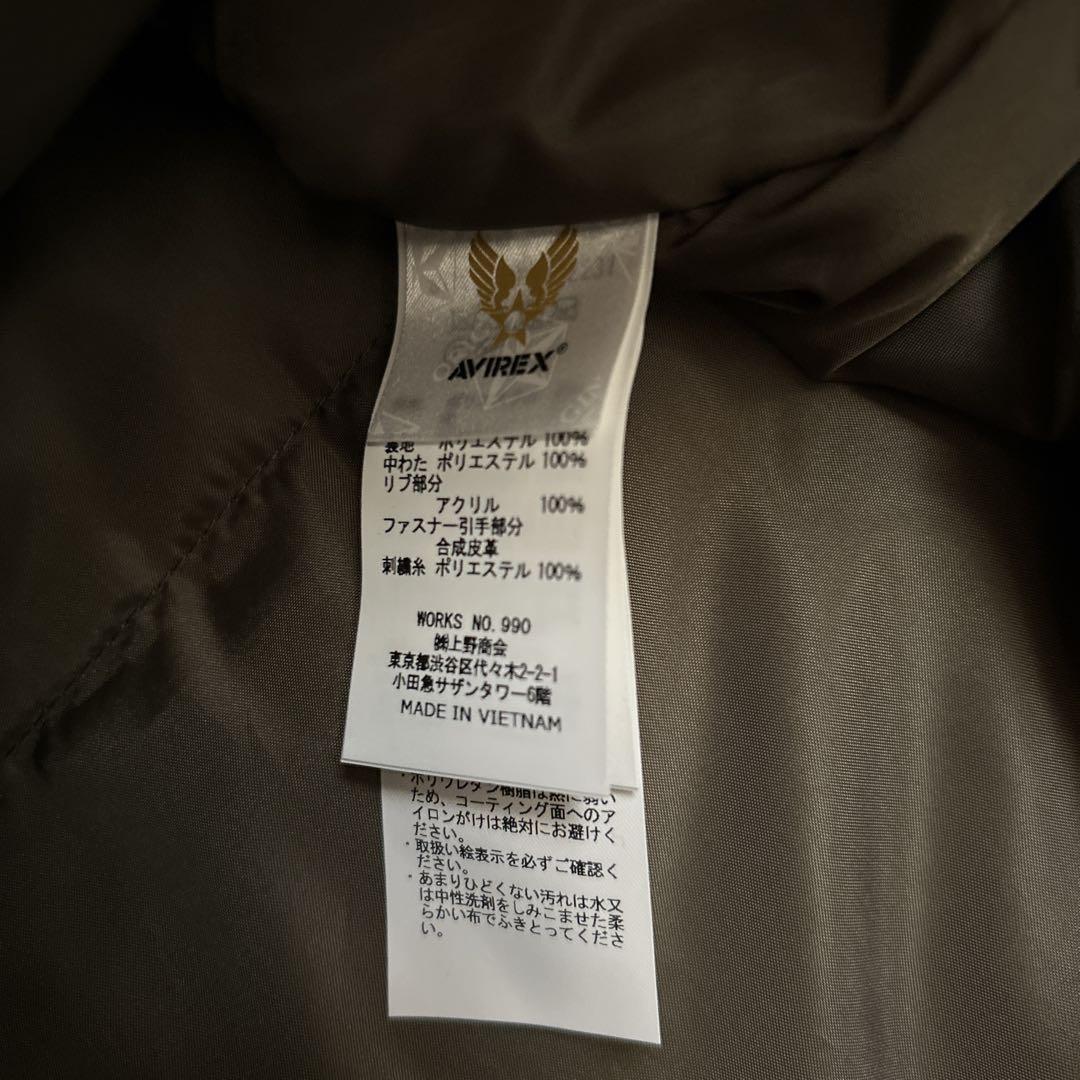 AVIREX®
裏地 ポリエステル 100%
中わた ポリエステル 100%
リブ部分
アクリル 100%
ファスナー引手部分
合成皮革
刺繍糸 ポリエステル 100%
WORKS NO. 990
㈱上野商会
東京都渋谷区代々木2-2-1
小田急サザンタワー6階
MADE IN VIETNAM
・ポリウレタン樹脂は熱に弱い
ため、コーティング面へのア
イロンがけは絶対にお避けく
ださい。
・取扱い絵表示を必ずご確認く
ださい。
・あまりひどくない汚れは水又
は中性洗剤をしみこませた柔
らかい布でふきとってくださ
い。